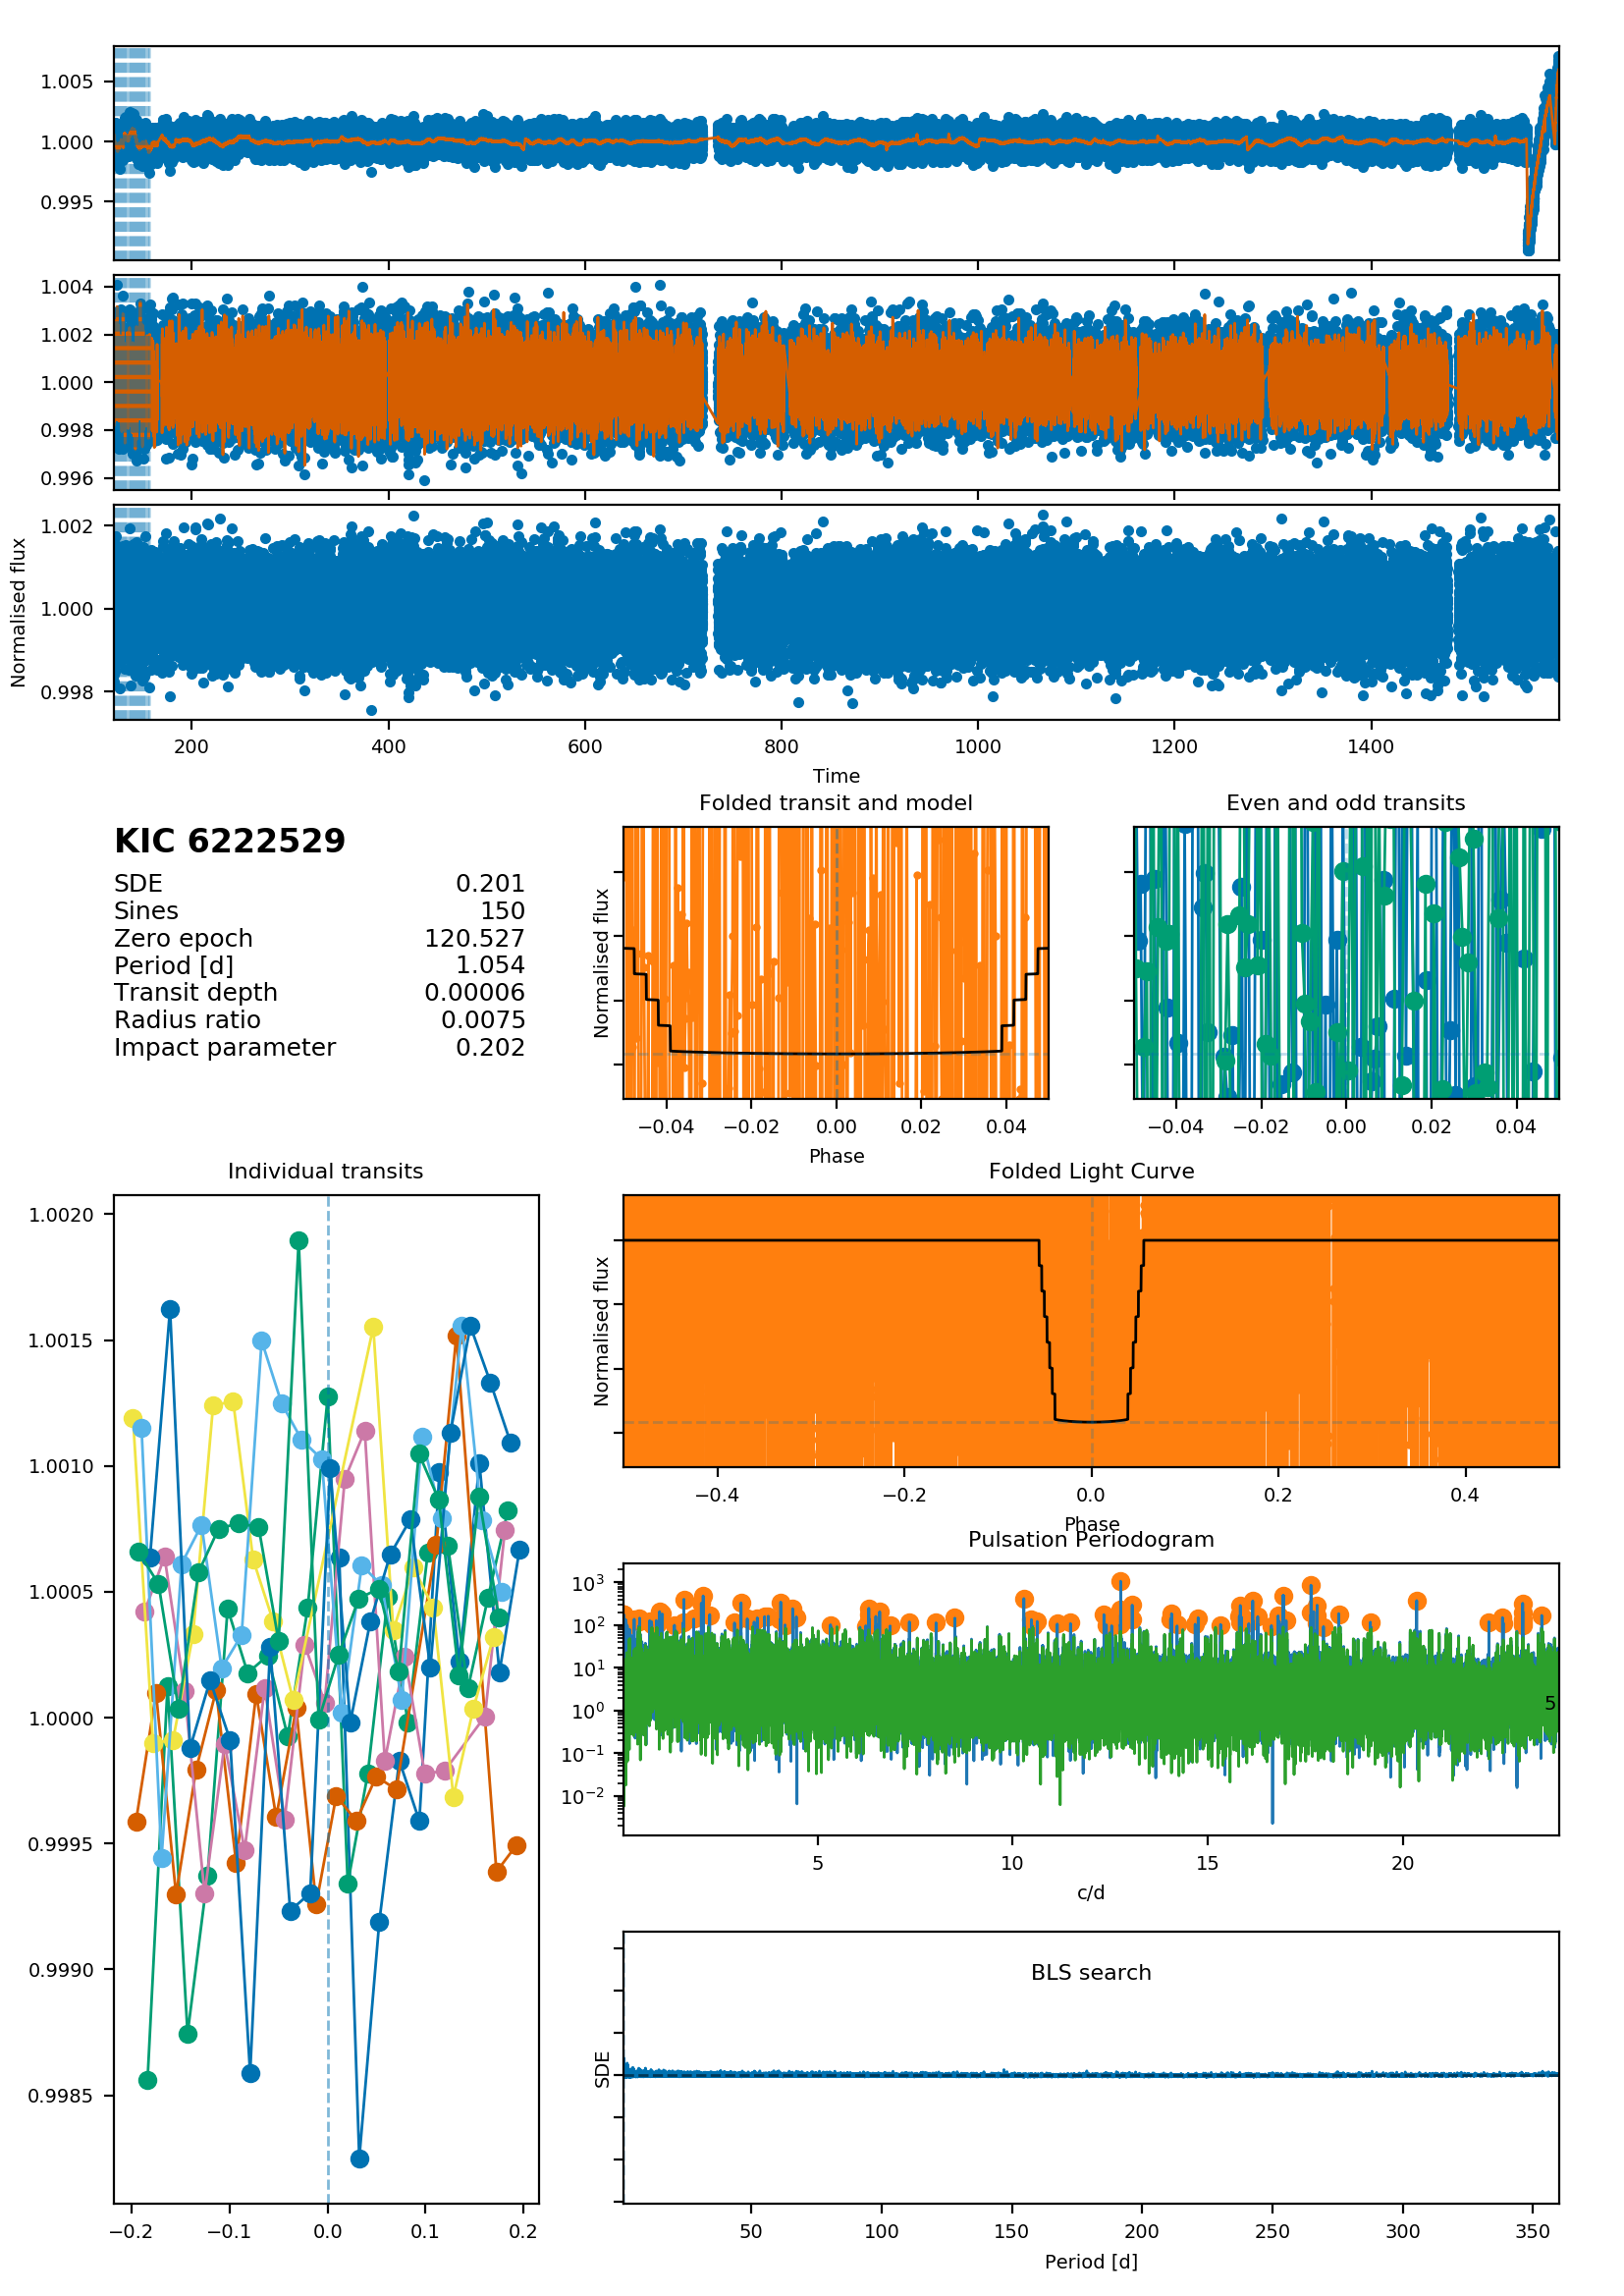 1.005
1.000
0.995
1.004
1.002
1.000
0.998
0.996
1.002
1.000
0.998
Normalised flux
200 400 600 800 1000 1200 1400
Time
KIC 6222529
SDE 0.201
Sines 150
Zero epoch 120.527
Period [d] 1.054
Transit depth 0.00006
Radius ratio 0.0075
Impact parameter 0.202
Folded transit and model
Normalised flux
−0.04 −0.02 0.00 0.02 0.04
Phase
Even and odd transits
−0.04 −0.02 0.00 0.02 0.04
Individual transits
1.0020
1.0015
1.0010
1.0005
1.0000
0.9995
0.9990
0.9985
−0.2 −0.1 0.0 0.1 0.2
Folded Light Curve
Normalised flux
−0.4 −0.2 0.0 0.2 0.4
Phase
Pulsation Periodogram
10³
10²
10¹
10⁰
10⁻¹
10⁻²
5
5 10 15 20
c/d
BLS search
SDE
50 100 150 200 250 300 350
Period [d]